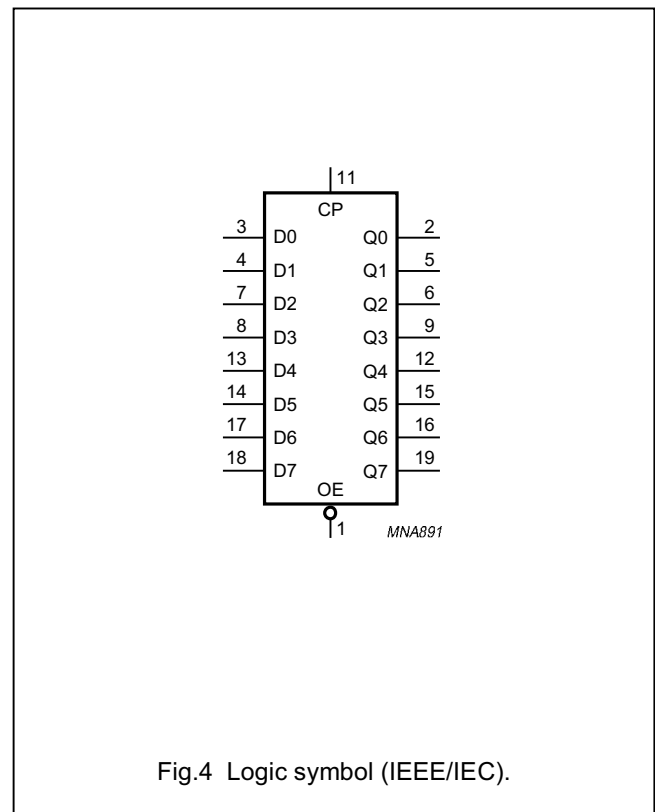 11
CP
3 D0 Q0 2
4 D1 Q1 5
7 D2 Q2 6
8 D3 Q3 9
13 D4 Q4 12
14 D5 Q5 15
17 D6 Q6 16
18 D7 Q7 19
OE
1 MNA891
Fig.4 Logic symbol (IEEE/IEC).